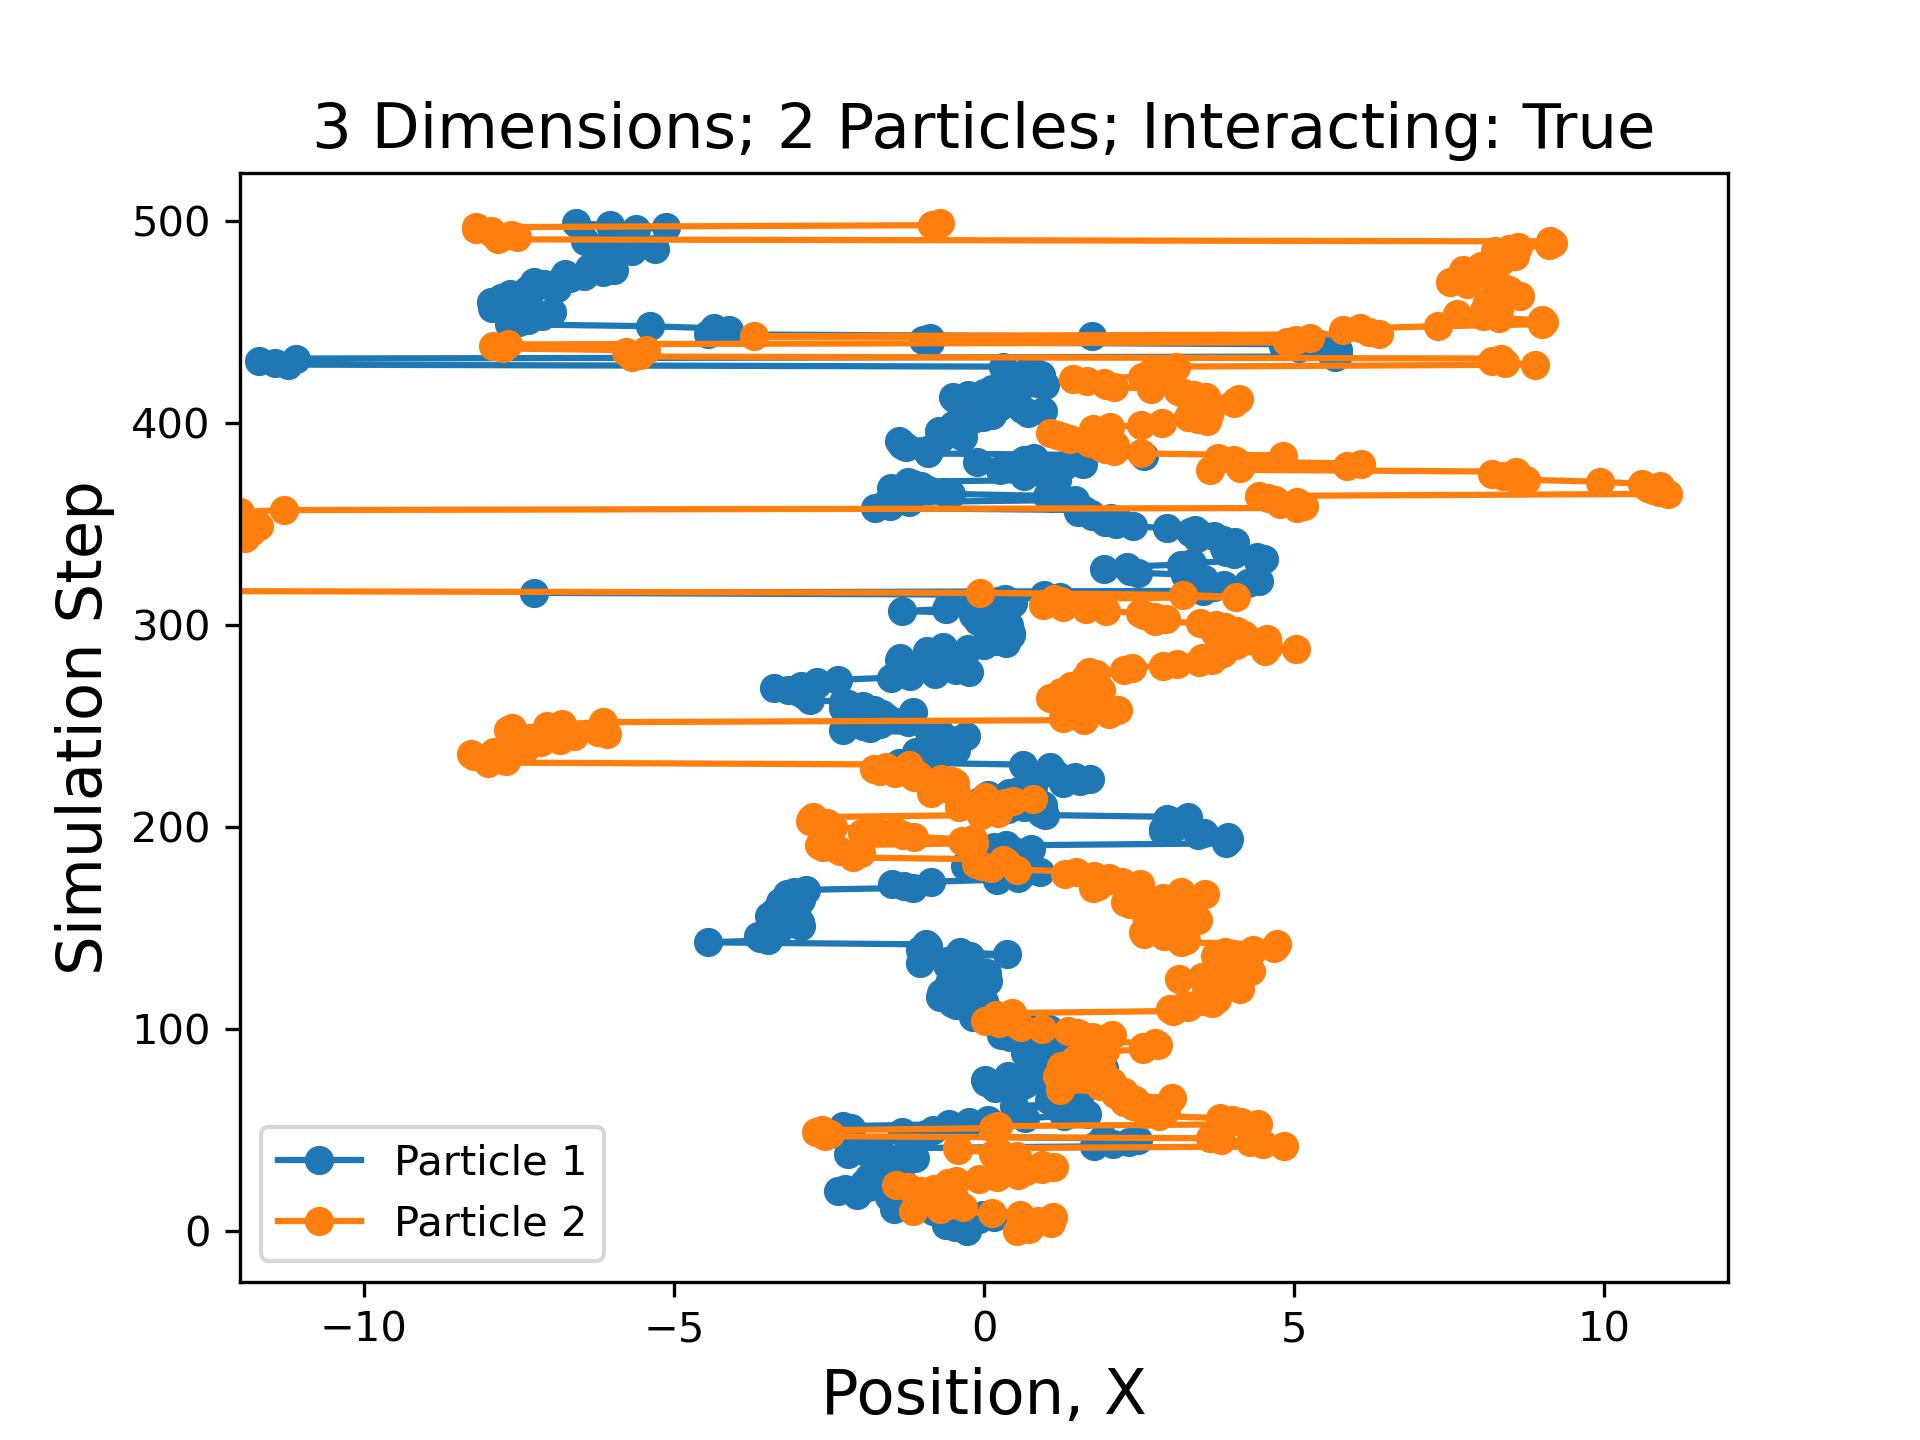 3 Dimensions; 2 Particles; Interacting: True
Simulation Step
500
400
300
200
100
0
Particle 1
Particle 2
−10
−5
0
5
10
Position, X